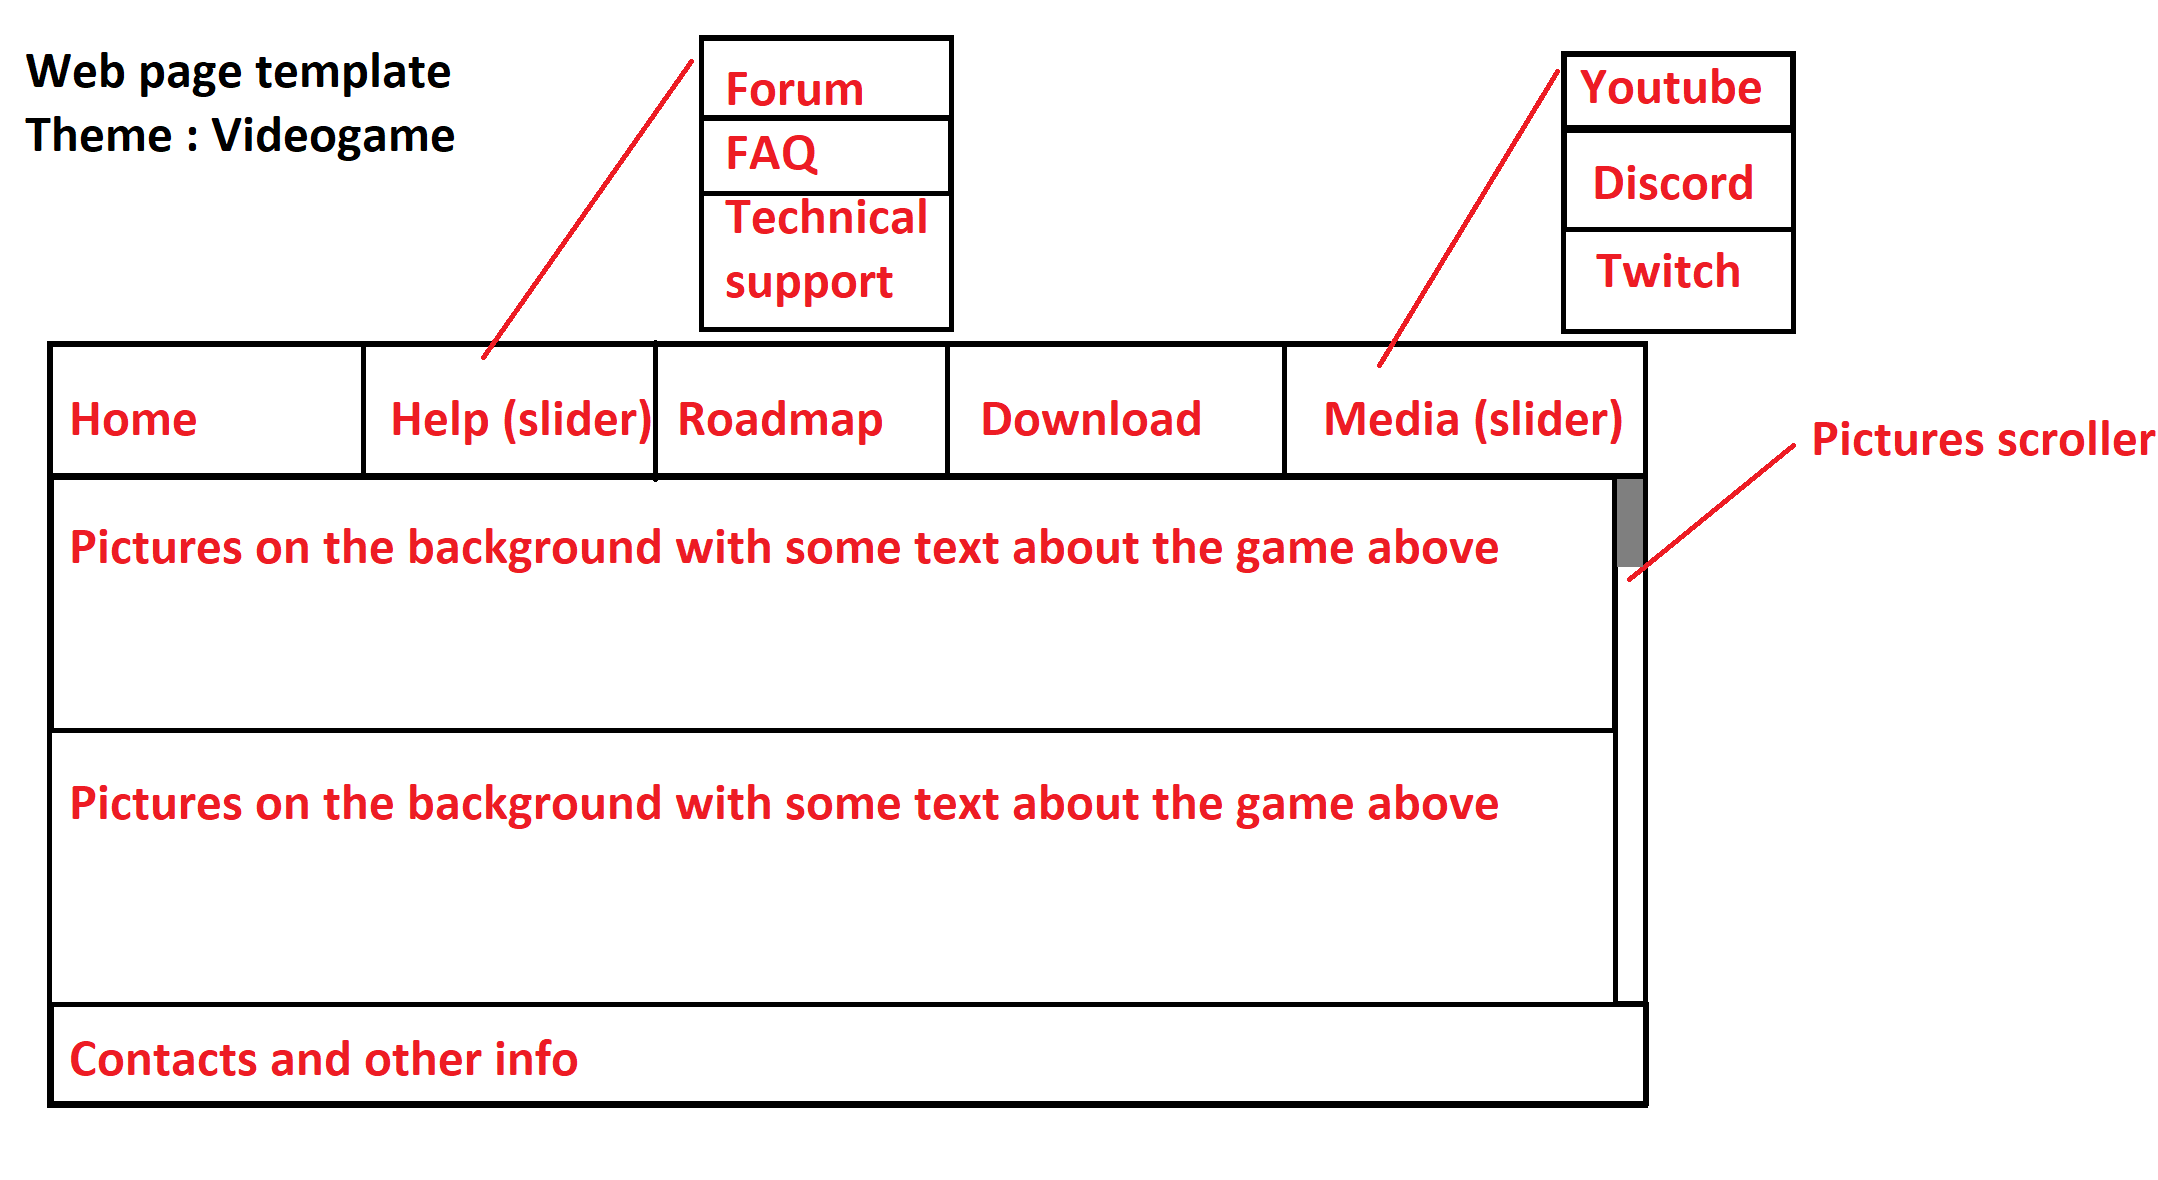 Web page template
Theme : Videogame
Forum
FAQ
Technical
support
Youtube
Discord
Twitch
Home
Help (slider)
Roadmap
Download
Media (slider)
Pictures scroller
Pictures on the background with some text about the game above
Pictures on the background with some text about the game above
Contacts and other info